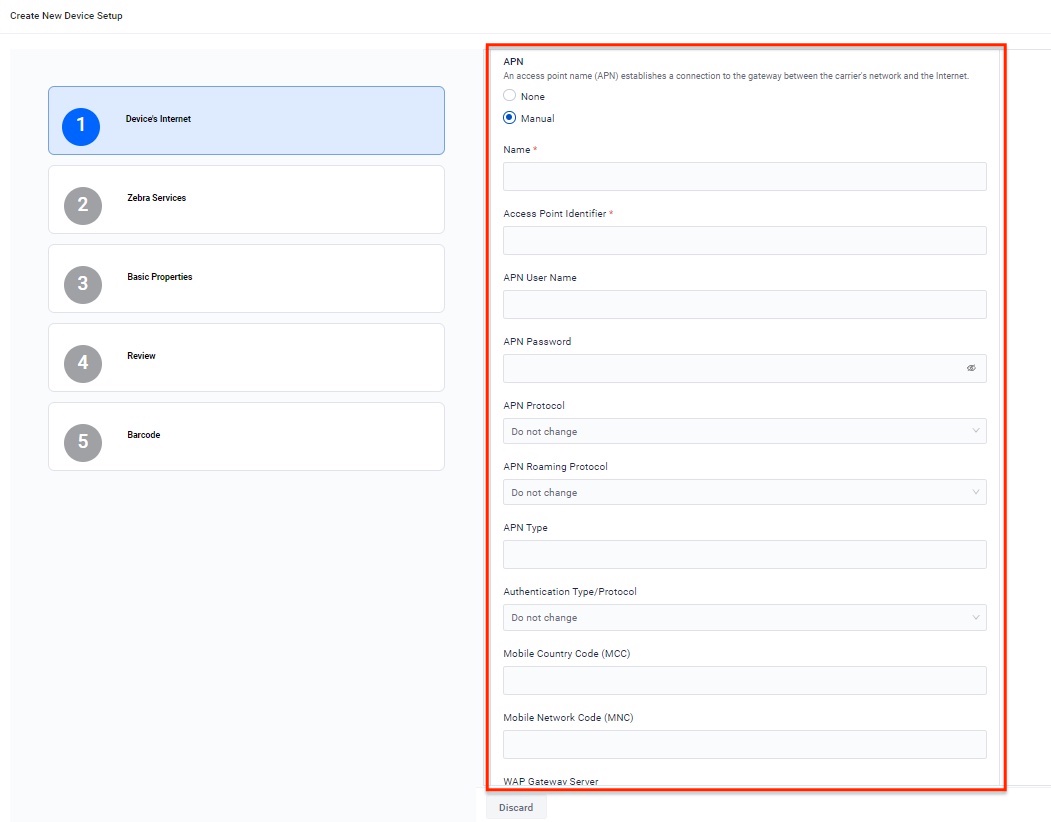 Create New Device Setup
1
Device's Internet
2
Zebra Services
3
Basic Properties
4
Review
5
Barcode
APN
An access point name (APN) establishes a connection to the gateway between the carrier's network and the Internet.
None
Manual
Name *
Access Point Identifier *
APN User Name
APN Password
APN Protocol
Do not change
APN Roaming Protocol
Do not change
APN Type
Authentication Type/Protocol
Do not change
Mobile Country Code (MCC)
Mobile Network Code (MNC)
WAP Gateway Server
Discard